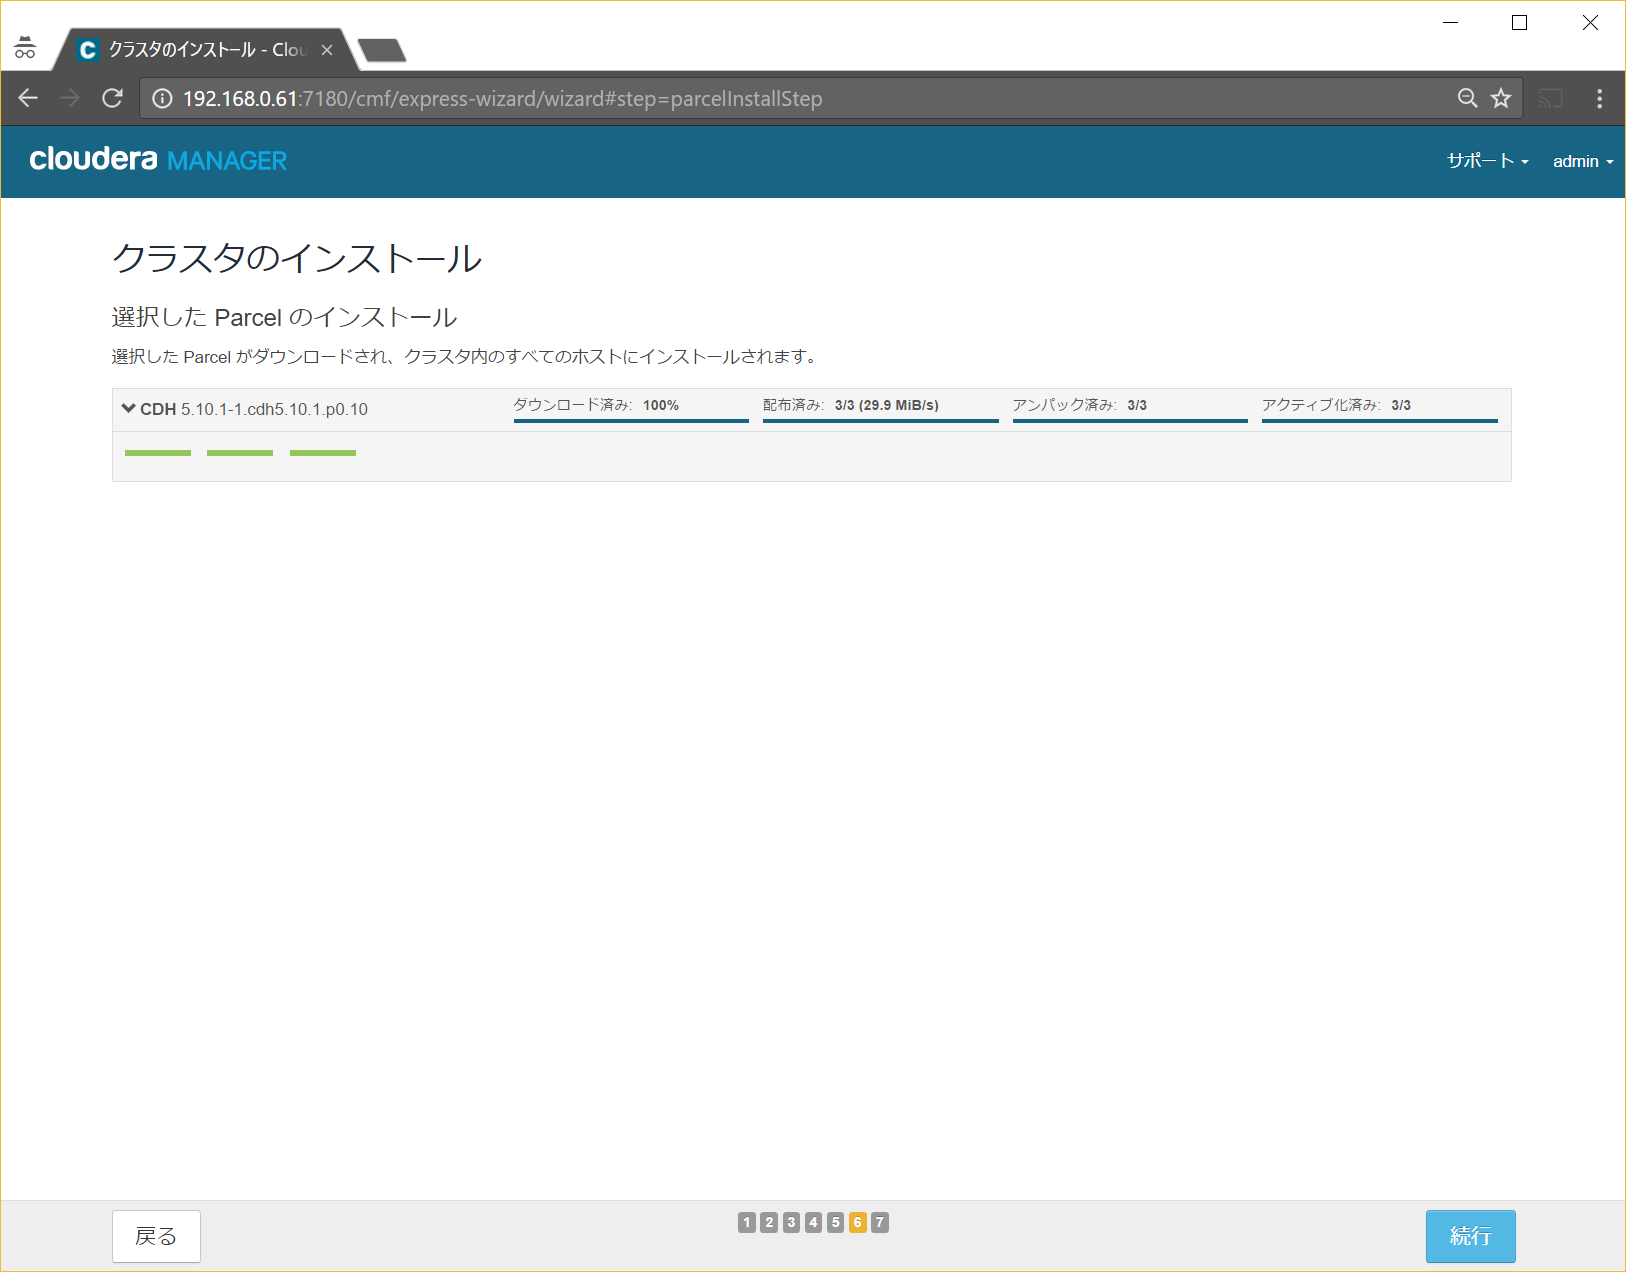 クラスタのインストール - Clou
192.168.0.61:7180/cmf/express-wizard/wizard#step=parcelInstallStep
cloudera MANAGER
サポート
admin
クラスタのインストール
選択した Parcel のインストール
選択した Parcel がダウンロードされ、クラスタ内のすべてのホストにインストールされます。
CDH 5.10.1-1.cdh5.10.1.p0.10
ダウンロード済み: 100%
配布済み: 3/3 (29.9 MiB/s)
アンパック済み: 3/3
アクティブ化済み: 3/3
戻る
1 2 3 4 5 6 7
続行